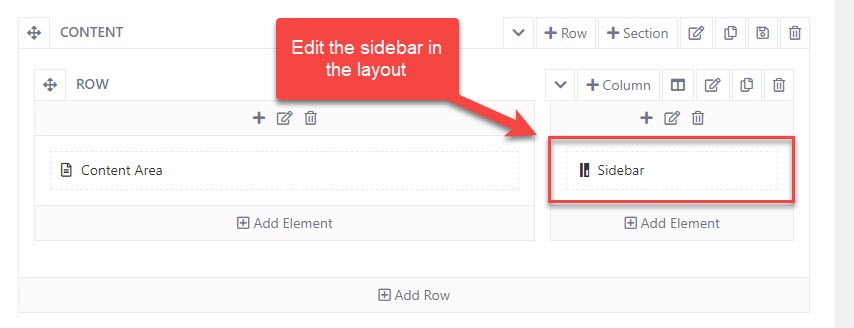 CONTENT
Row
Section
Edit the sidebar in
the layout
ROW
Column
Content Area
Sidebar
Add Element
Add Element
Add Row